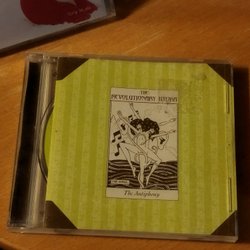 THE
REVOLUTIONARY HYDRA
The Antiphony